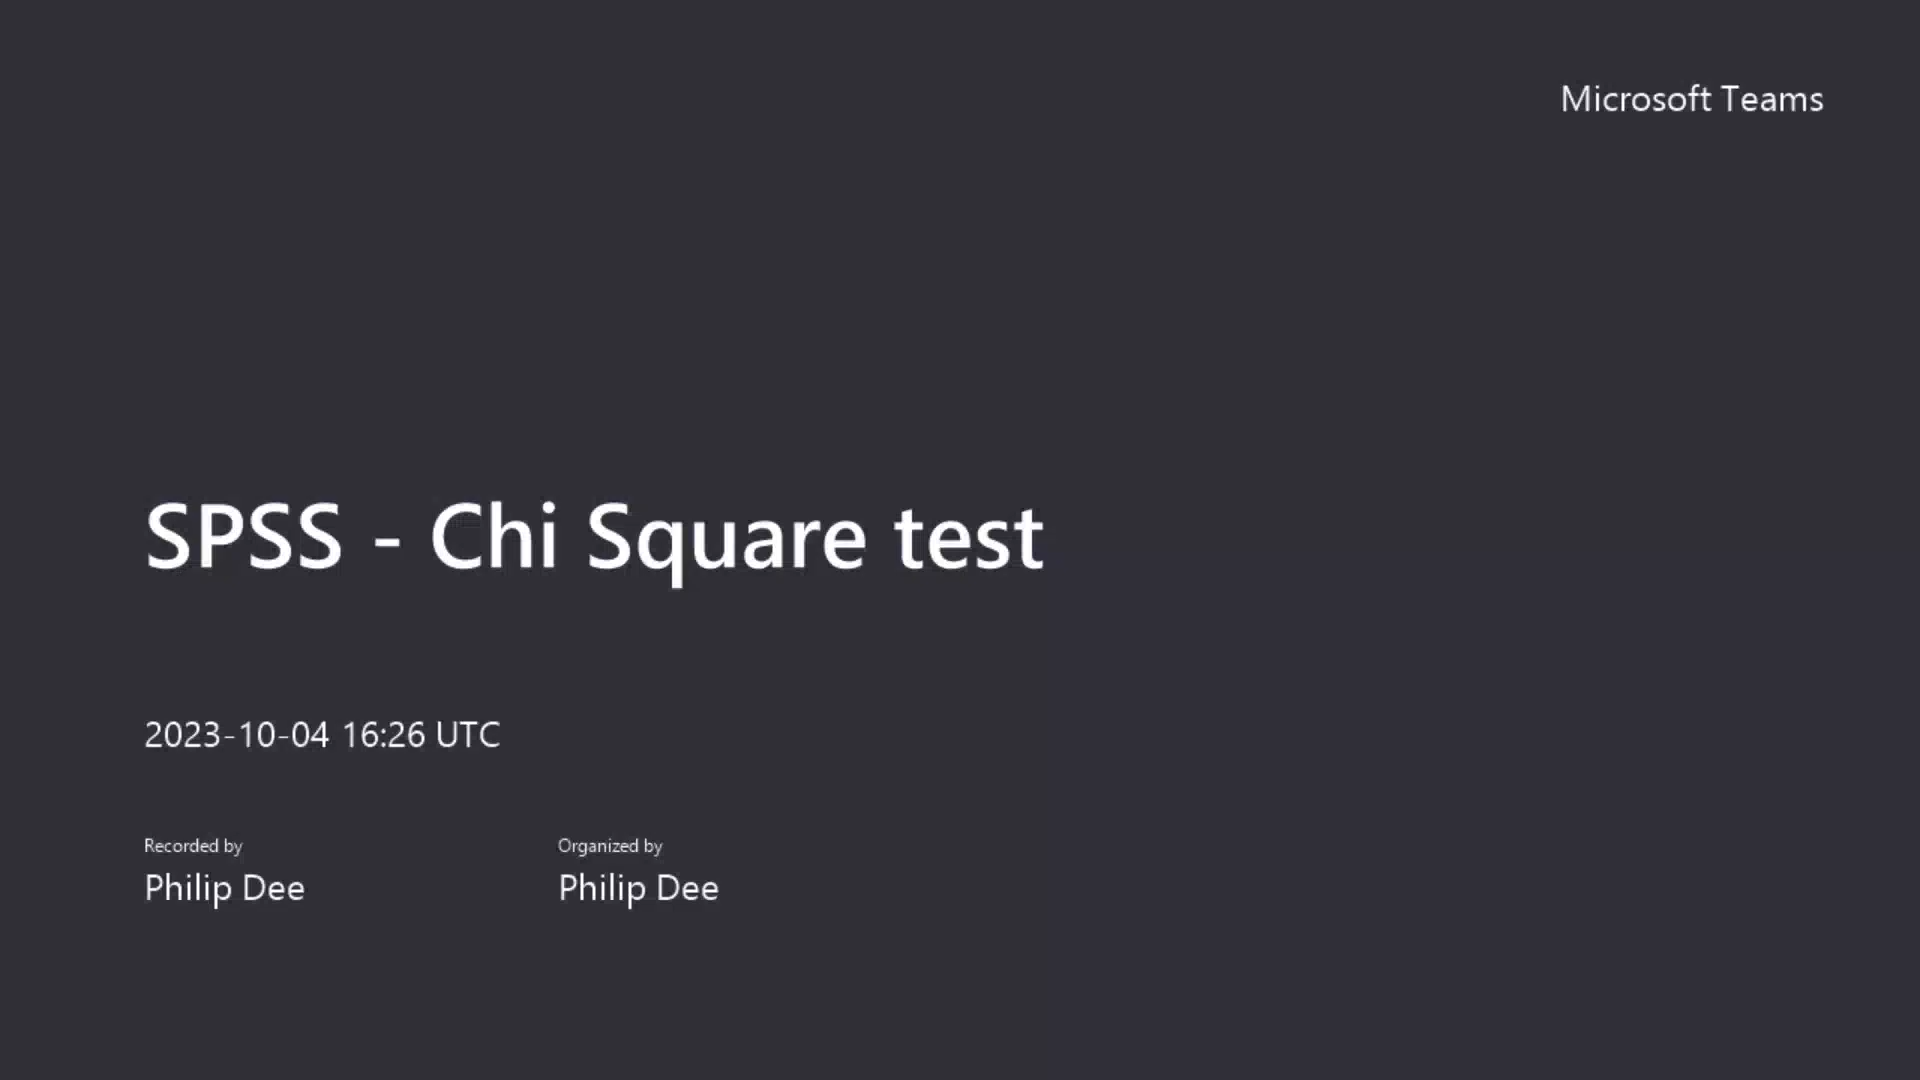 Microsoft Teams
SPSS - Chi Square test
2023-10-04 16:26 UTC
Recorded by
Philip Dee
Organized by
Philip Dee